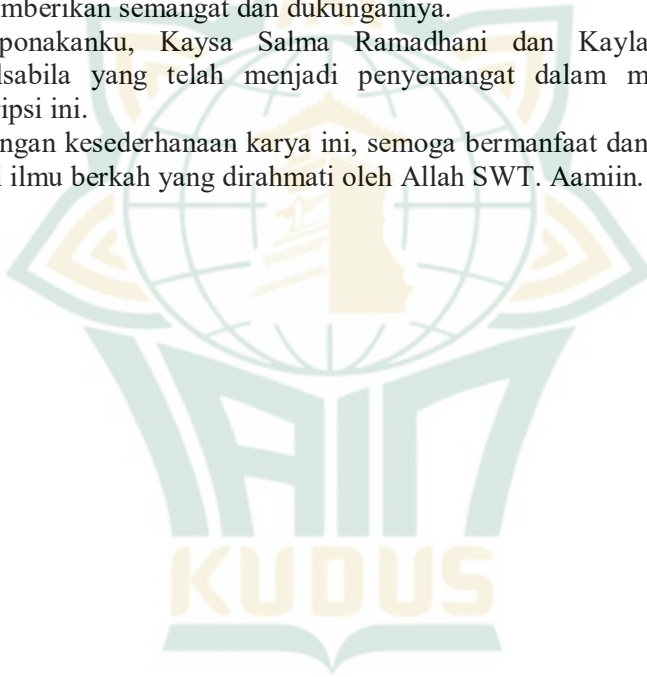 mberikan semangat dan dukungannya.
ponakanku, Kaysa Salma Ramadhani dan Kayla
lsabila yang telah menjadi penyemangat dalam m
ipsi ini.
ngan kesederhanaan karya ini, semoga bermanfaat dan
i ilmu berkah yang dirahmati oleh Allah SWT. Aamiin.
IAIN
KUDUS